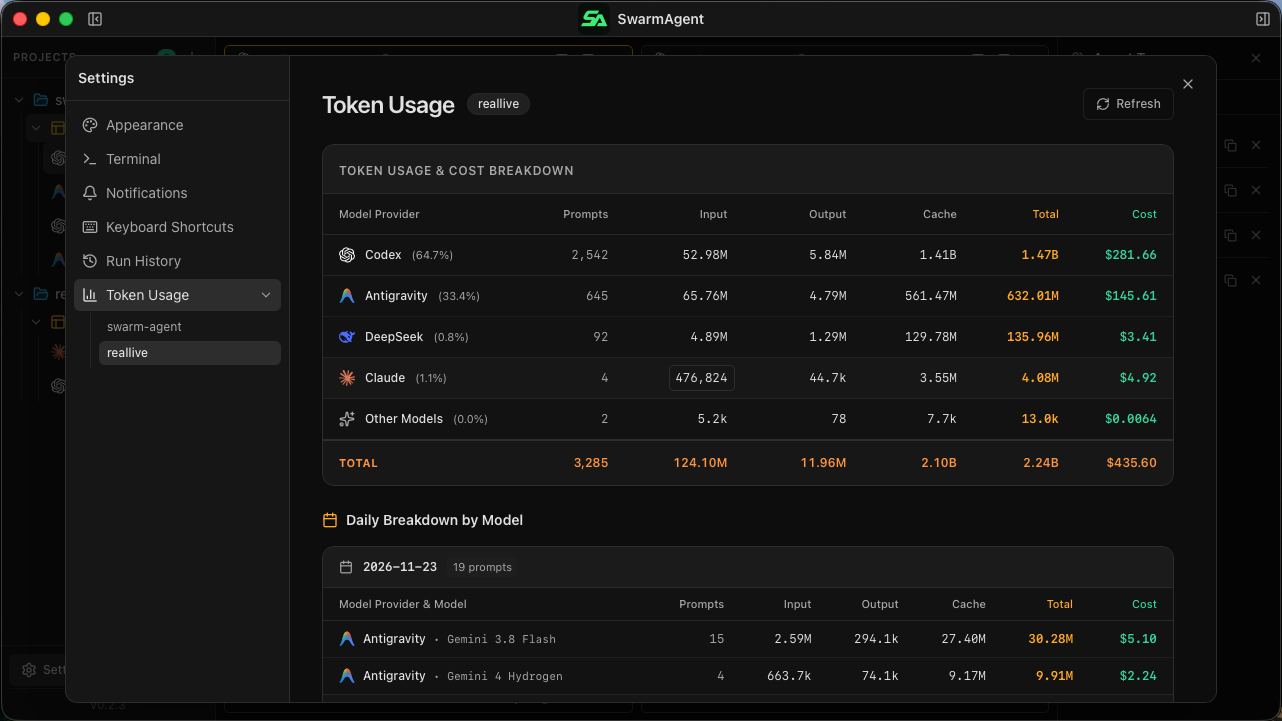 SwarmAgent
PROJECTS
Settings
Appearance
Terminal
Notifications
Keyboard Shortcuts
Run History
Token Usage
swarm-agent
reallive
Token Usage reallive
Refresh
TOKEN USAGE & COST BREAKDOWN
Model Provider Prompts Input Output Cache Total Cost
Codex (64.7%) 2,542 52.98M 5.84M 1.41B 1.47B $281.66
Antigravity (33.4%) 645 65.76M 4.79M 561.47M 632.01M $145.61
DeepSeek (0.8%) 92 4.89M 1.29M 129.78M 135.96M $3.41
Claude (1.1%) 4 476,824 44.7k 3.55M 4.08M $4.92
Other Models (0.0%) 2 5.2k 78 7.7k 13.0k $0.0064
TOTAL 3,285 124.10M 11.96M 2.10B 2.24B $435.60
Daily Breakdown by Model
2026-11-23 19 prompts
Model Provider & Model Prompts Input Output Cache Total Cost
Antigravity • Gemini 3.8 Flash 15 2.59M 294.1k 27.40M 30.28M $5.10
Antigravity • Gemini 4 Hydrogen 4 663.7k 74.1k 9.17M 9.91M $2.24
Sett
v0.2.3